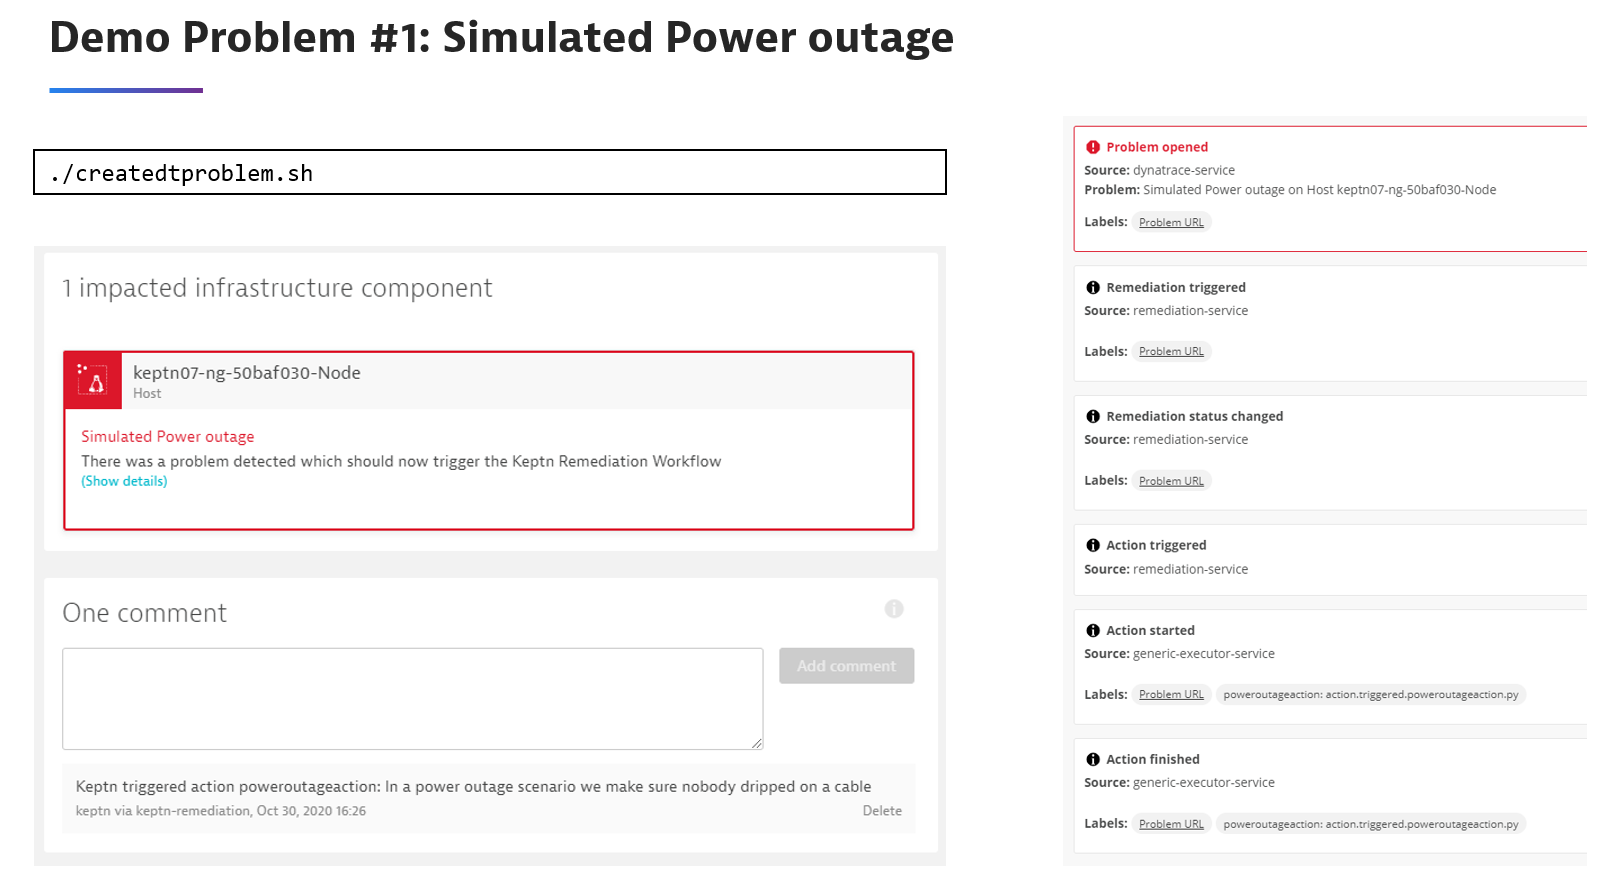 Demo Problem #1: Simulated Power outage
./createdtproblem.sh
1 impacted infrastructure component
keptn07-ng-50baf030-Node
Host
Simulated Power outage
There was a problem detected which should now trigger the Keptn Remediation Workflow
(Show details)
One comment
Add comment
Keptn triggered action poweroutageaction: In a power outage scenario we make sure nobody dripped on a cable
keptn via keptn-remediation, Oct 30, 2020 16:26
Delete
Problem opened
Source: dynatrace-service
Problem: Simulated Power outage on Host keptn07-ng-50baf030-Node
Labels: Problem URL
Remediation triggered
Source: remediation-service
Labels: Problem URL
Remediation status changed
Source: remediation-service
Labels: Problem URL
Action triggered
Source: remediation-service
Action started
Source: generic-executor-service
Labels: Problem URL poweroutageaction: action.triggered.poweroutageaction.py
Action finished
Source: generic-executor-service
Labels: Problem URL poweroutageaction: action.triggered.poweroutageaction.py